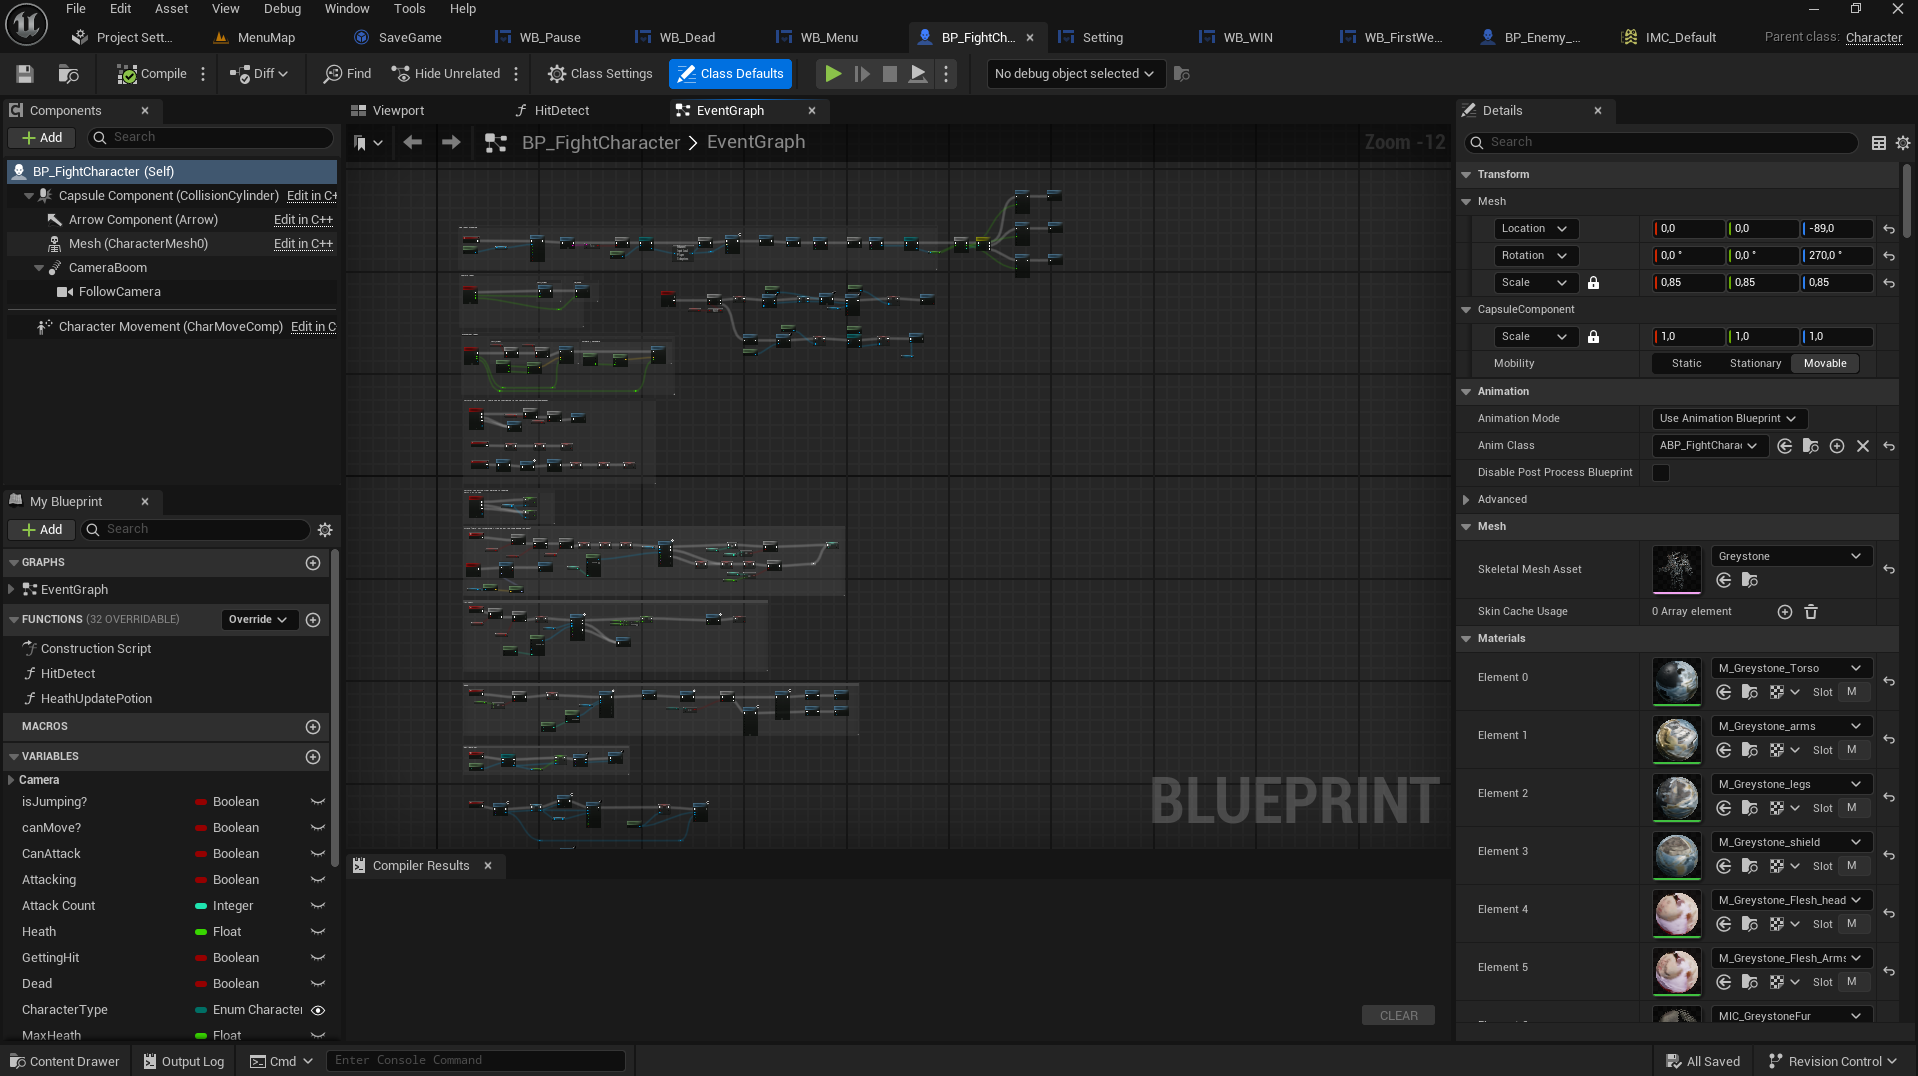 File Edit Asset View Debug Window Tools Help
Project Sett... MenuMap SaveGame WB_Pause WB_Dead WB_Menu BP_FightCh... Setting WB_WIN WB_FirstWe... BP_Enemy_... IMC_Default Parent class: Character
Compile Diff Find Hide Unrelated Class Settings Class Defaults No debug object selected
Components
Add Search
BP_FightCharacter (Self)
Capsule Component (CollisionCylinder) Edit in C+
Arrow Component (Arrow) Edit in C++
Mesh (CharacterMesh0) Edit in C++
CameraBoom
FollowCamera
Character Movement (CharMoveComp) Edit in C
My Blueprint
Add Search
GRAPHS
EventGraph
FUNCTIONS (32 OVERRIDABLE) Override
Construction Script
HitDetect
HeathUpdatePotion
MACROS
VARIABLES
Camera
isJumping? Boolean
canMove? Boolean
CanAttack Boolean
Attacking Boolean
Attack Count Integer
Heath Float
GettingHit Boolean
Dead Boolean
CharacterType Enum Character
MaxHeath Float
Viewport HitDetect EventGraph
BP_FightCharacter > EventGraph Zoom -12
BLUEPRINT
Compiler Results
CLEAR
Details
Search
Transform
Mesh
Location 0,0 0,0 -89,0
Rotation 0,0 ° 0,0 ° 270,0 °
Scale 0,85 0,85 0,85
CapsuleComponent
Scale 1,0 1,0 1,0
Mobility Static Stationary Movable
Animation
Animation Mode Use Animation Blueprint
Anim Class ABP_FightChara
Disable Post Process Blueprint
Advanced
Mesh
Skeletal Mesh Asset Greystone
Skin Cache Usage 0 Array element
Materials
Element 0 M_Greystone_Torso
Slot M
Element 1 M_Greystone_arms
Slot M
Element 2 M_Greystone_legs
Slot M
Element 3 M_Greystone_shield
Slot M
Element 4 M_Greystone_Flesh_head
Slot M
Element 5 M_Greystone_Flesh_Arms
Slot M
MIC_GreystoneFur
Content Drawer Output Log Cmd Enter Console Command All Saved Revision Control